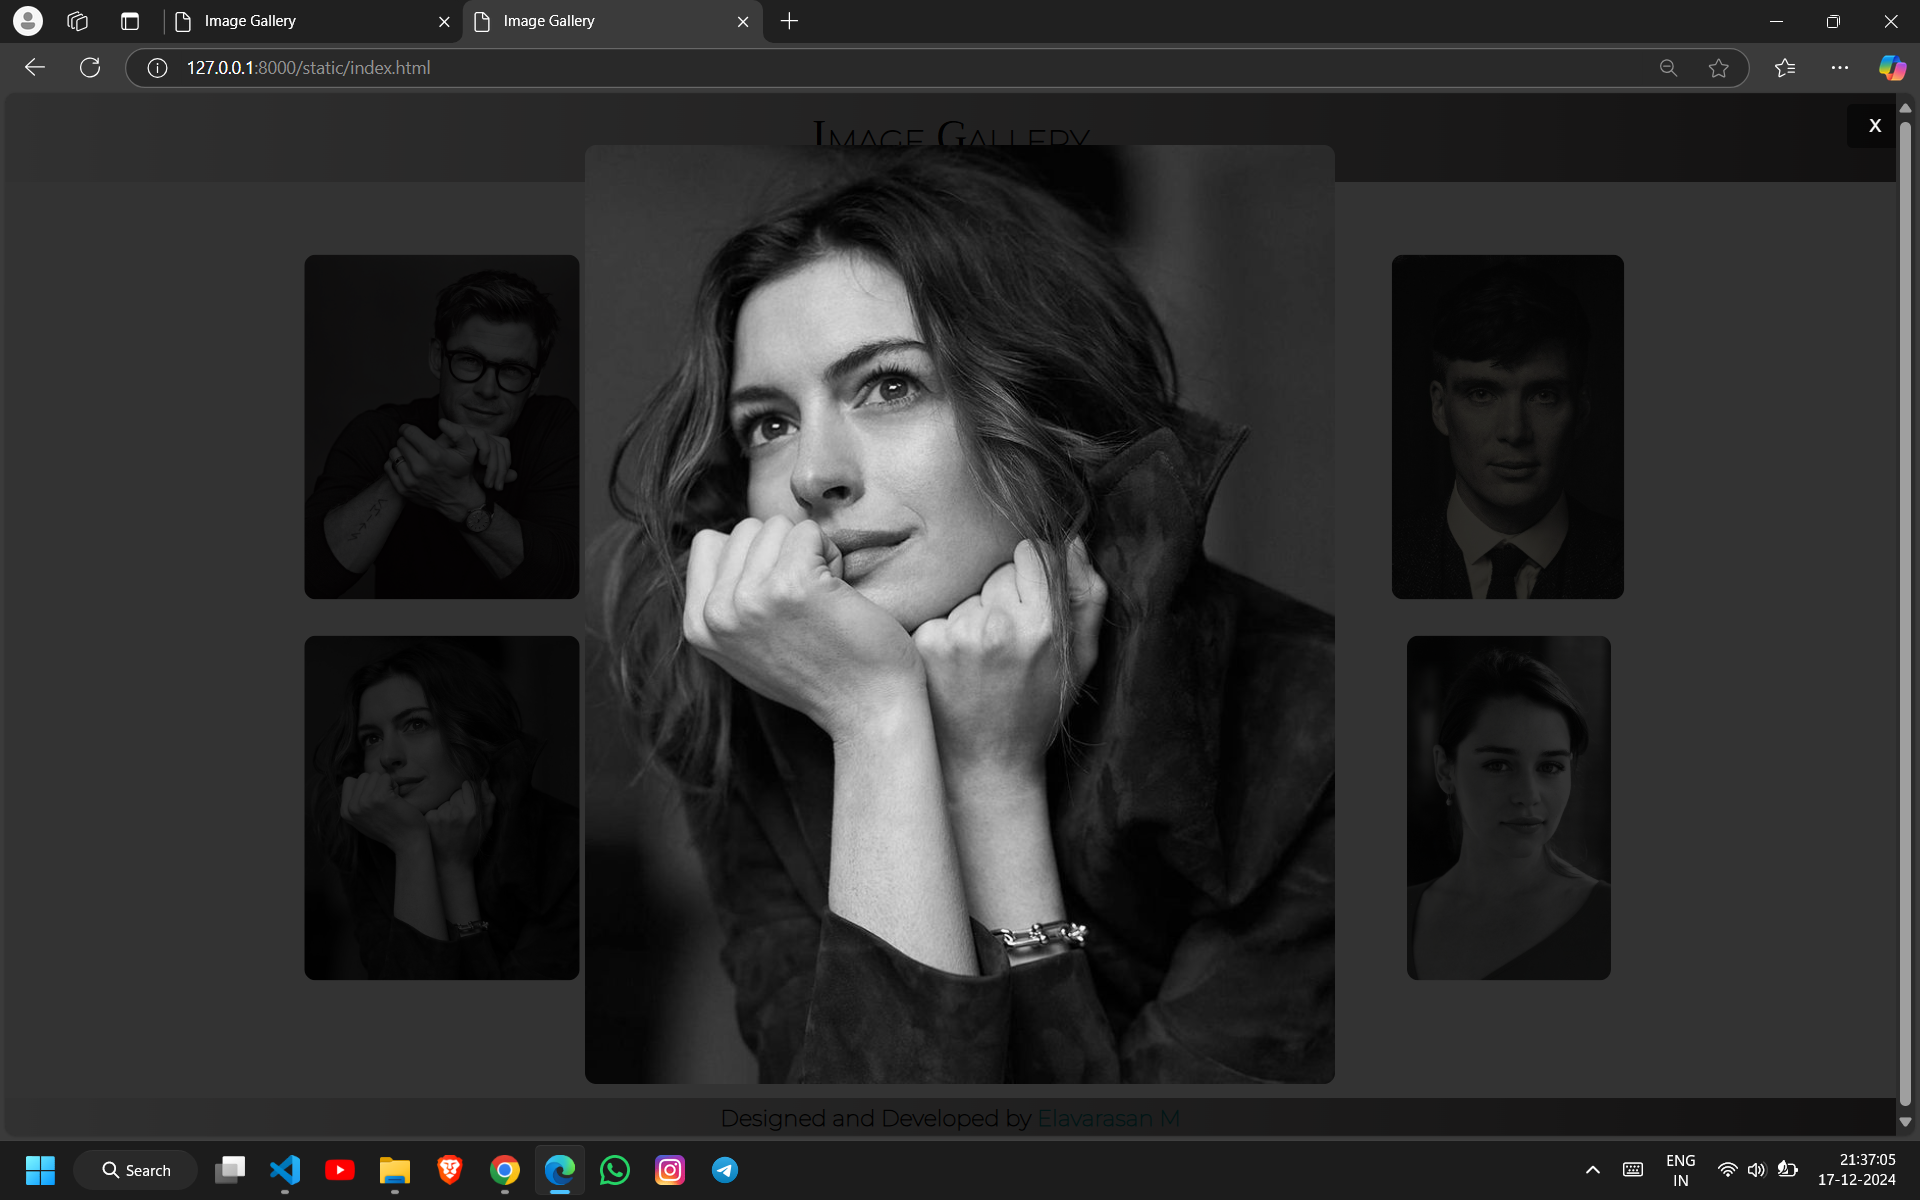 Image Gallery
Image Gallery
127.0.0.1:8000/static/index.html
Image Gallery
X
Designed and Developed by Elavarasan M
Search
ENG
IN
21:37:05
17-12-2024